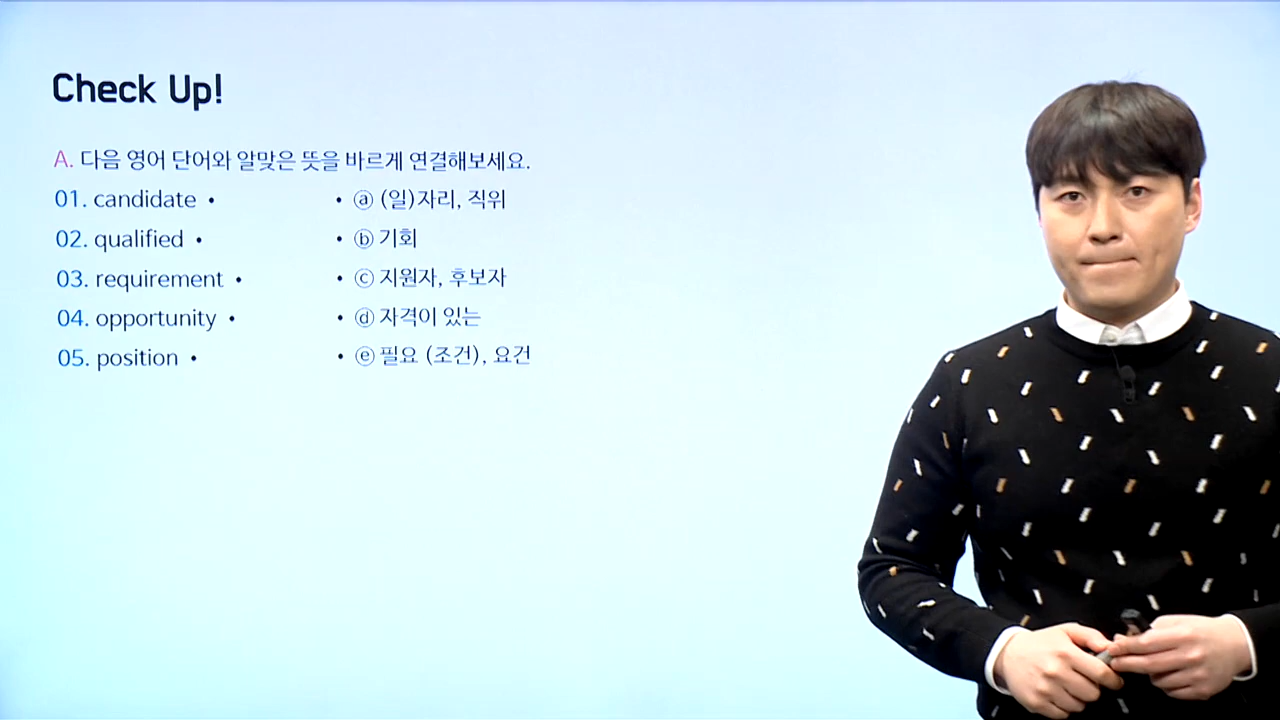 Check Up!
A. 다음 영어 단어와 알맞은 뜻을 바르게 연결해보세요.
01. candidate • • ⓐ (일)자리, 직위
02. qualified • • ⓑ 기회
03. requirement • • ⓒ 지원자, 후보자
04. opportunity • • ⓓ 자격이 있는
05. position • • ⓔ 필요 (조건), 요건